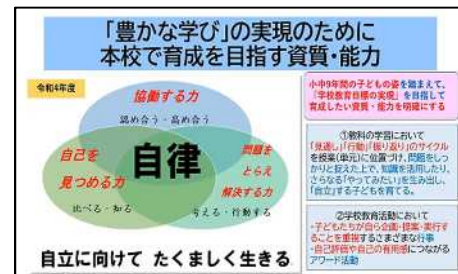 「豊かな学び」の実現のために
本校で育成を目指す資質・能力
令和4年度
協働する力
認め合う・高め合う
自己を
見つめる力
比べる・知る
自律
問題を
とらえ
解決する力
考える・行動する
自立に向けて たくましく生きる
小中9年間の子どもの姿を踏まえて、
「学校教育目標の実現」を目指して
育成したい資質・能力を明確にする
①教科の学習において
「見通し」「行動」「振り返り」のサイクル
を授業(単元)に位置づけ、問題をしっ
かりと捉えた上で、知識を活用したり、
さらなる「やってみたい」を生み出し、
「自立」する子どもを育てる。
②学校教育活動において
・子どもたちが自ら企画・提案・実行す
ることを重視するさまざまな行事
・自己評価や自己の有用感につながる
アワード活動